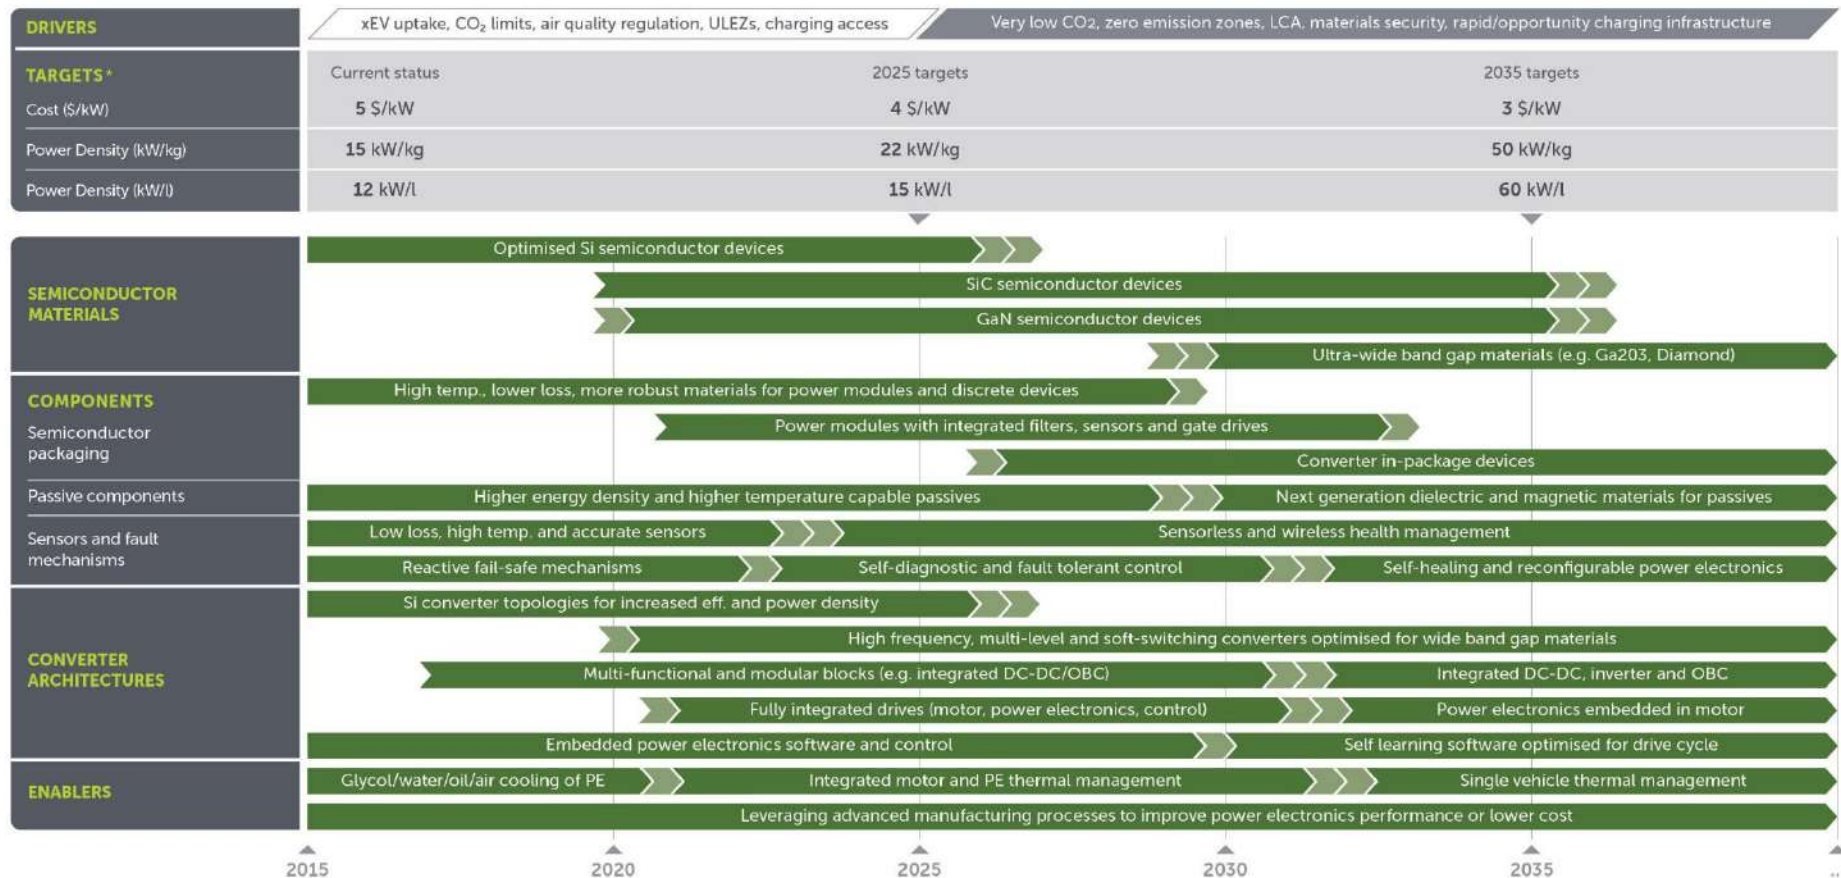 DRIVERS
xEV uptake, CO₂ limits, air quality regulation, ULEZs, charging access
Very low CO2, zero emission zones, LCA, materials security, rapid/opportunity charging infrastructure
TARGETS*
Current status
2025 targets
2035 targets
Cost ($/kW)
5 $/kW
4 $/kW
3 $/kW
Power Density (kW/kg)
15 kW/kg
22 kW/kg
50 kW/kg
Power Density (kW/l)
12 kW/l
15 kW/l
60 kW/l
SEMICONDUCTOR
MATERIALS
Optimised Si semiconductor devices
SiC semiconductor devices
GaN semiconductor devices
Ultra-wide band gap materials (e.g. Ga203, Diamond)
COMPONENTS
Semiconductor
packaging
High temp., lower loss, more robust materials for power modules and discrete devices
Power modules with integrated filters, sensors and gate drives
Converter in-package devices
Passive components
Higher energy density and higher temperature capable passives
Next generation dielectric and magnetic materials for passives
Sensors and fault
mechanisms
Low loss, high temp. and accurate sensors
Sensorless and wireless health management
Reactive fail-safe mechanisms
Self-diagnostic and fault tolerant control
Self-healing and reconfigurable power electronics
CONVERTER
ARCHITECTURES
Si converter topologies for increased eff. and power density
High frequency, multi-level and soft-switching converters optimised for wide band gap materials
Multi-functional and modular blocks (e.g. integrated DC-DC/OBC)
Integrated DC-DC, inverter and OBC
Fully integrated drives (motor, power electronics, control)
Power electronics embedded in motor
Embedded power electronics software and control
Self learning software optimised for drive cycle
ENABLERS
Glycol/water/oil/air cooling of PE
Integrated motor and PE thermal management
Single vehicle thermal management
Leveraging advanced manufacturing processes to improve power electronics performance or lower cost
2015
2020
2025
2030
2035
..